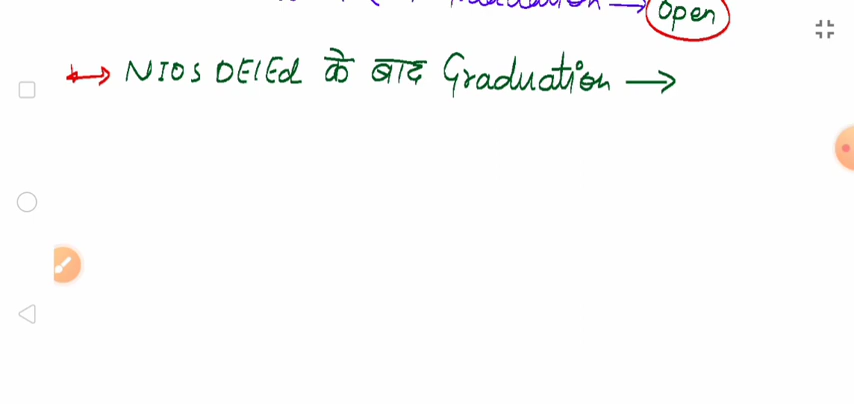 → Open
↔ NIOS DElEd के बाद Graduation →